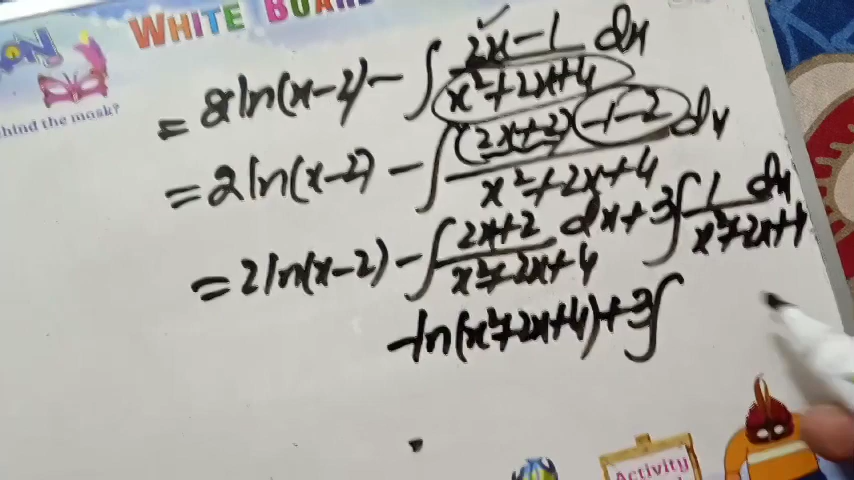 WHITE BOARD
hind the mask?
= 2ln(x-2) - ∫ 2x-1/x²+2x+4 dx
= 2ln(x-2) - ∫ (2x+2)-1-2/x²+2x+4 dx
= 2ln(x-2) - ∫ 2x+2/x²+2x+4 dx + 3∫ 1/x²+2x+4 dx
-ln(x²+2x+4) + 3∫
Activity